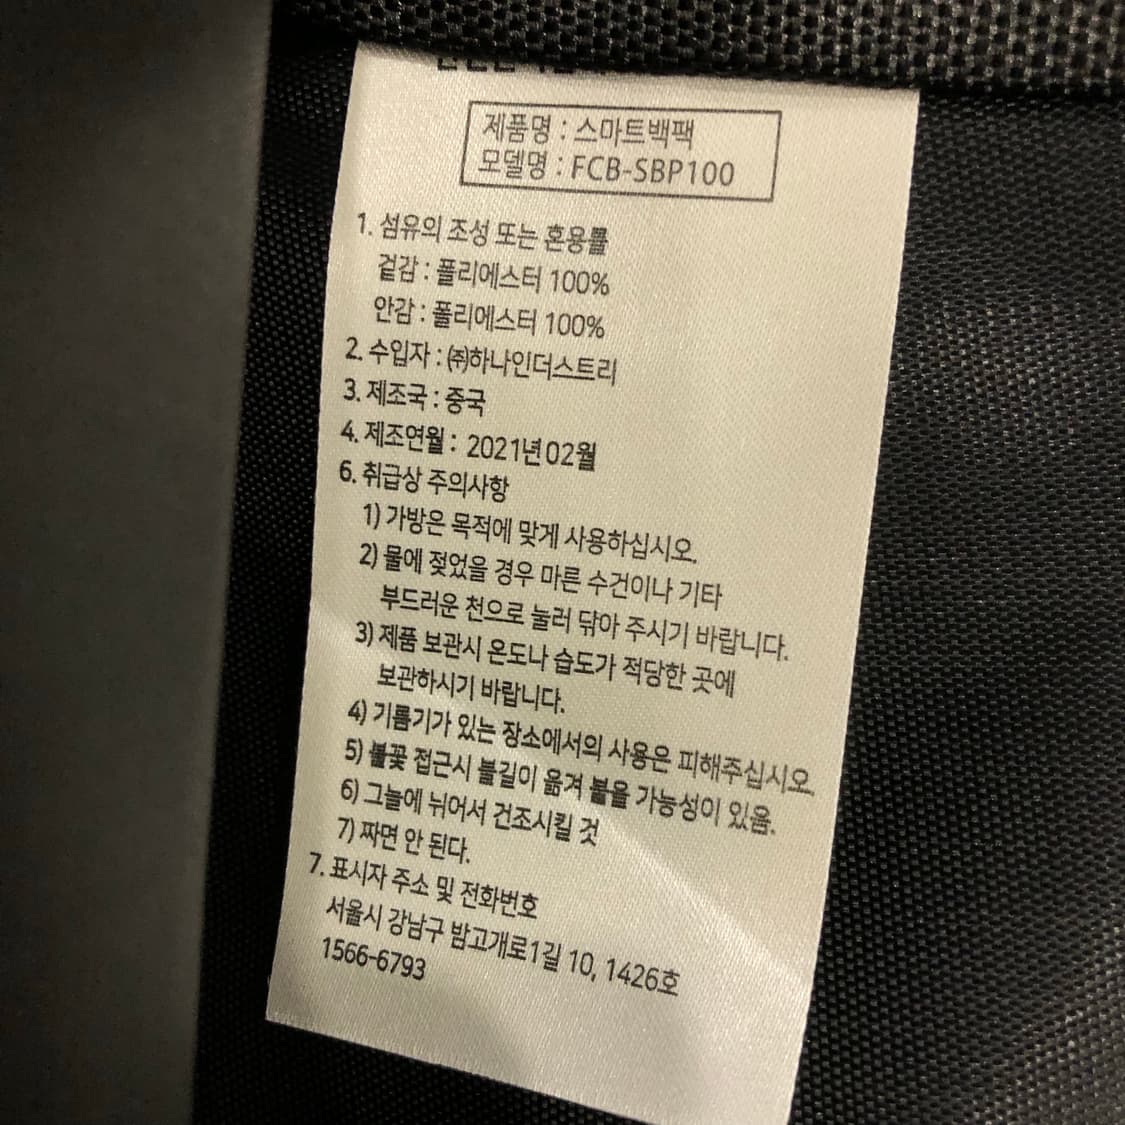 제품명 : 스마트백팩
모델명 : FCB-SBP100
1. 섬유의 조성 또는 혼용률
겉감 : 폴리에스터 100%
안감 : 폴리에스터 100%
2. 수입자 : ㈜하나인더스트리
3. 제조국 : 중국
4. 제조연월 : 2021년02월
6. 취급상 주의사항
1) 가방은 목적에 맞게 사용하십시오.
2) 물에 젖었을 경우 마른 수건이나 기타
부드러운 천으로 눌러 닦아 주시기 바랍니다.
3) 제품 보관시 온도나 습도가 적당한 곳에
보관하시기 바랍니다.
4) 기름기가 있는 장소에서의 사용은 피해주십시오.
5) 불꽃 접근시 불길이 옮겨 붙을 가능성이 있음.
6) 그늘에 뉘어서 건조시킬 것
7) 짜면 안 된다.
7. 표시자 주소 및 전화번호
서울시 강남구 밤고개로1길 10, 1426호
1566-6793